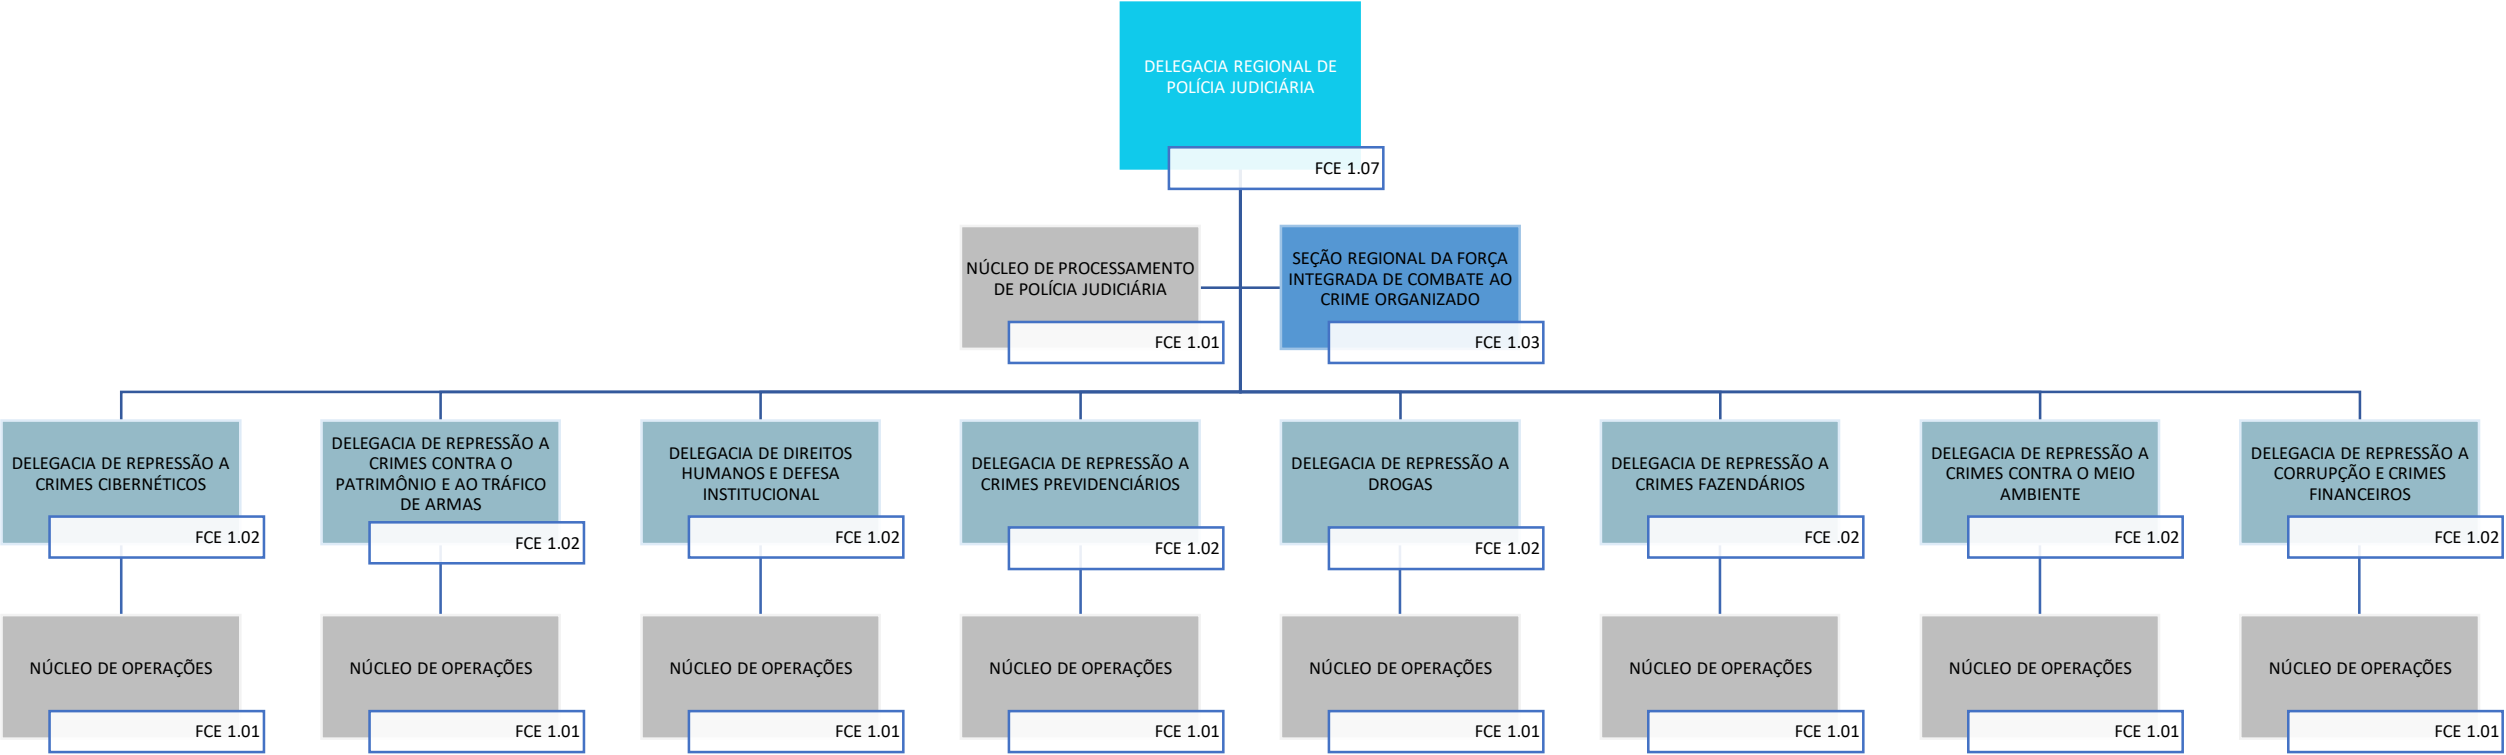 DELEGACIA REGIONAL DE
POLÍCIA JUDICIÁRIA
FCE 1.07
NÚCLEO DE PROCESSAMENTO
DE POLÍCIA JUDICIÁRIA
FCE 1.01
SEÇÃO REGIONAL DA FORÇA
INTEGRADA DE COMBATE AO
CRIME ORGANIZADO
FCE 1.03
DELEGACIA DE REPRESSÃO A
CRIMES CIBERNÉTICOS
FCE 1.02
DELEGACIA DE REPRESSÃO A
CRIMES CONTRA O
PATRIMÔNIO E AO TRÁFICO
DE ARMAS
FCE 1.02
DELEGACIA DE DIREITOS
HUMANOS E DEFESA
INSTITUCIONAL
FCE 1.02
DELEGACIA DE REPRESSÃO A
CRIMES PREVIDENCIÁRIOS
FCE 1.02
DELEGACIA DE REPRESSÃO A
DROGAS
FCE 1.02
DELEGACIA DE REPRESSÃO A
CRIMES FAZENDÁRIOS
FCE .02
DELEGACIA DE REPRESSÃO A
CRIMES CONTRA O MEIO
AMBIENTE
FCE 1.02
DELEGACIA DE REPRESSÃO A
CORRUPÇÃO E CRIMES
FINANCEIROS
FCE 1.02
NÚCLEO DE OPERAÇÕES
FCE 1.01
NÚCLEO DE OPERAÇÕES
FCE 1.01
NÚCLEO DE OPERAÇÕES
FCE 1.01
NÚCLEO DE OPERAÇÕES
FCE 1.01
NÚCLEO DE OPERAÇÕES
FCE 1.01
NÚCLEO DE OPERAÇÕES
FCE 1.01
NÚCLEO DE OPERAÇÕES
FCE 1.01
NÚCLEO DE OPERAÇÕES
FCE 1.01